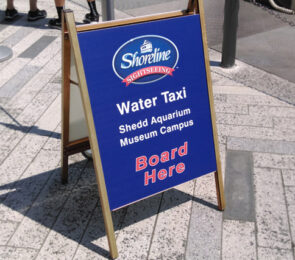 Shoreline
SIGHTSEEING
Water Taxi
Shedd Aquarium
Museum Campus
Board
Here